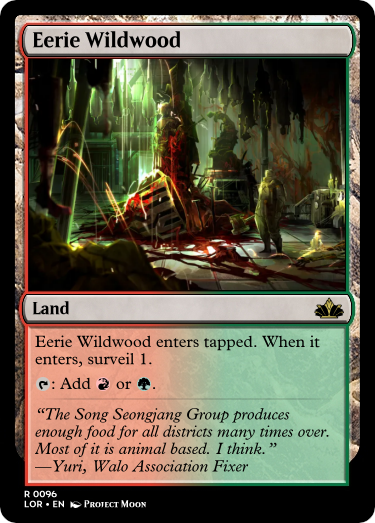 Eerie Wildwood
Land
Eerie Wildwood enters tapped. When it
enters, surveil 1.
: Add or .
“The Song Seongjang Group produces
enough food for all districts many times over.
Most of it is animal based. I think.”
—Yuri, Walo Association Fixer
R 0096
LOR • EN Protect Moon